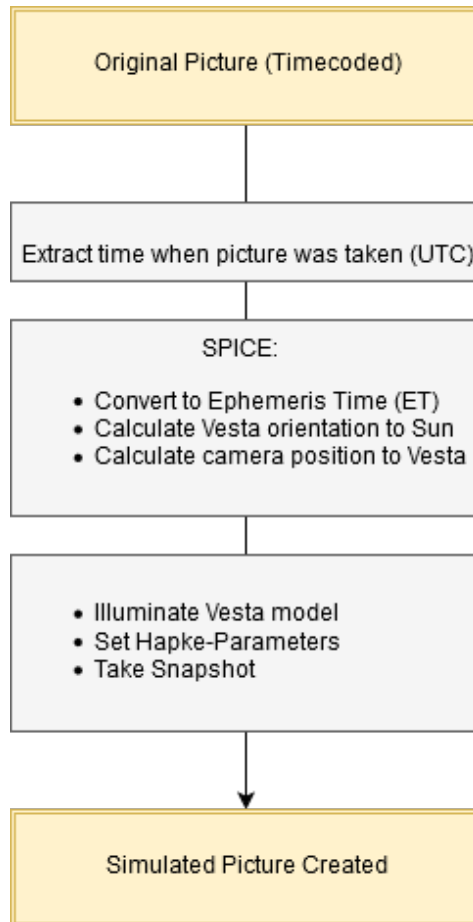 Original Picture (Timecoded)
Extract time when picture was taken (UTC)
SPICE:
• Convert to Ephemeris Time (ET)
• Calculate Vesta orientation to Sun
• Calculate camera position to Vesta
• Illuminate Vesta model
• Set Hapke-Parameters
• Take Snapshot
Simulated Picture Created